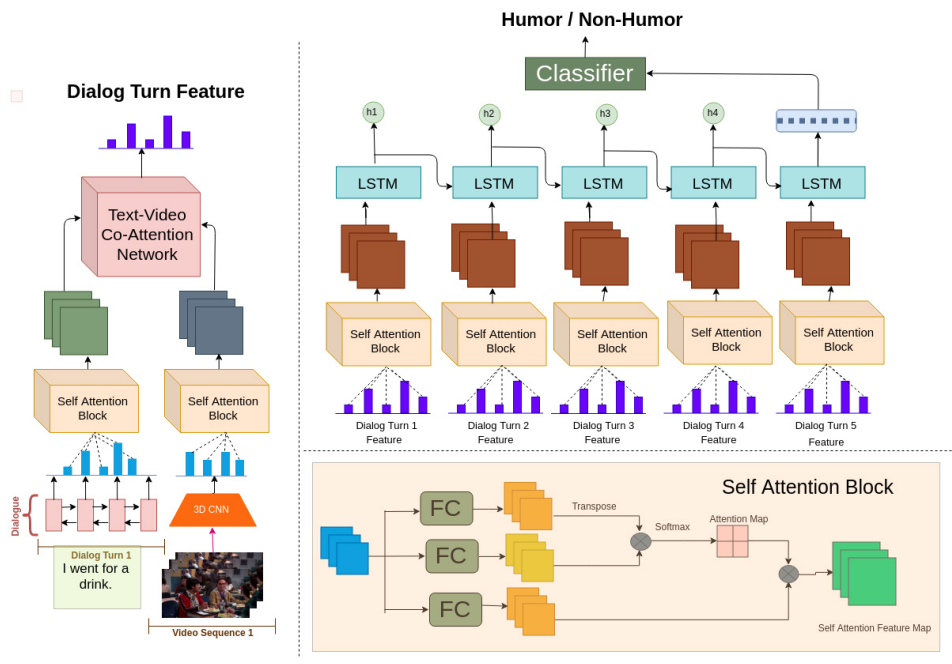 Humor / Non-Humor
Classifier
Dialog Turn Feature
h1
h2
h3
h4
LSTM
LSTM
LSTM
LSTM
LSTM
Text-Video
Co-Attention
Network
Self Attention
Block
Self Attention
Block
Self Attention
Block
Self Attention
Block
Self Attention
Block
Self Attention
Block
Self Attention
Block
Dialog Turn 1
Feature
Dialog Turn 2
Feature
Dialog Turn 3
Feature
Dialog Turn 4
Feature
Dialog Turn 5
Feature
Dialogue
3D CNN
Dialog Turn 1
I went for a
drink.
Video Sequence 1
Self Attention Block
FC
FC
FC
Transpose
Softmax
Attention Map
Self Attention Feature Map